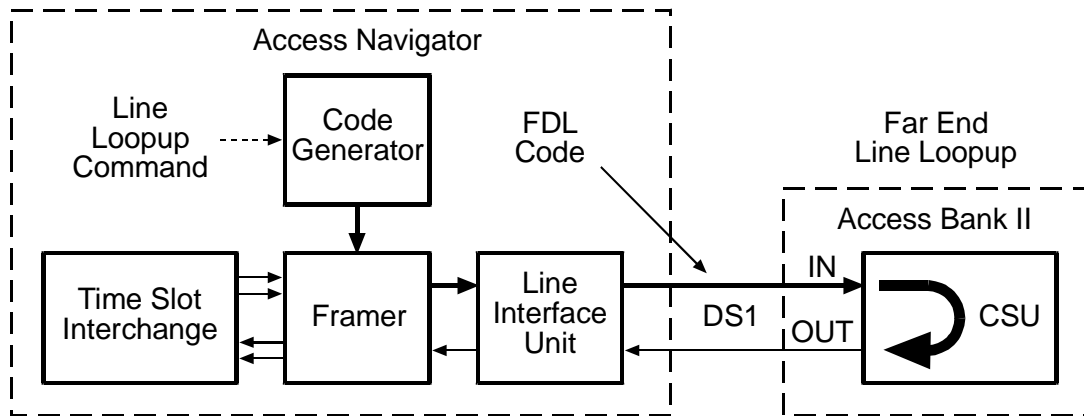 Access Navigator
Line
Loopup
Command
Code
Generator
FDL
Code
Far End
Line Loopup
Access Bank II
Time Slot
Interchange
Framer
Line
Interface
Unit
DS1
IN
OUT
CSU